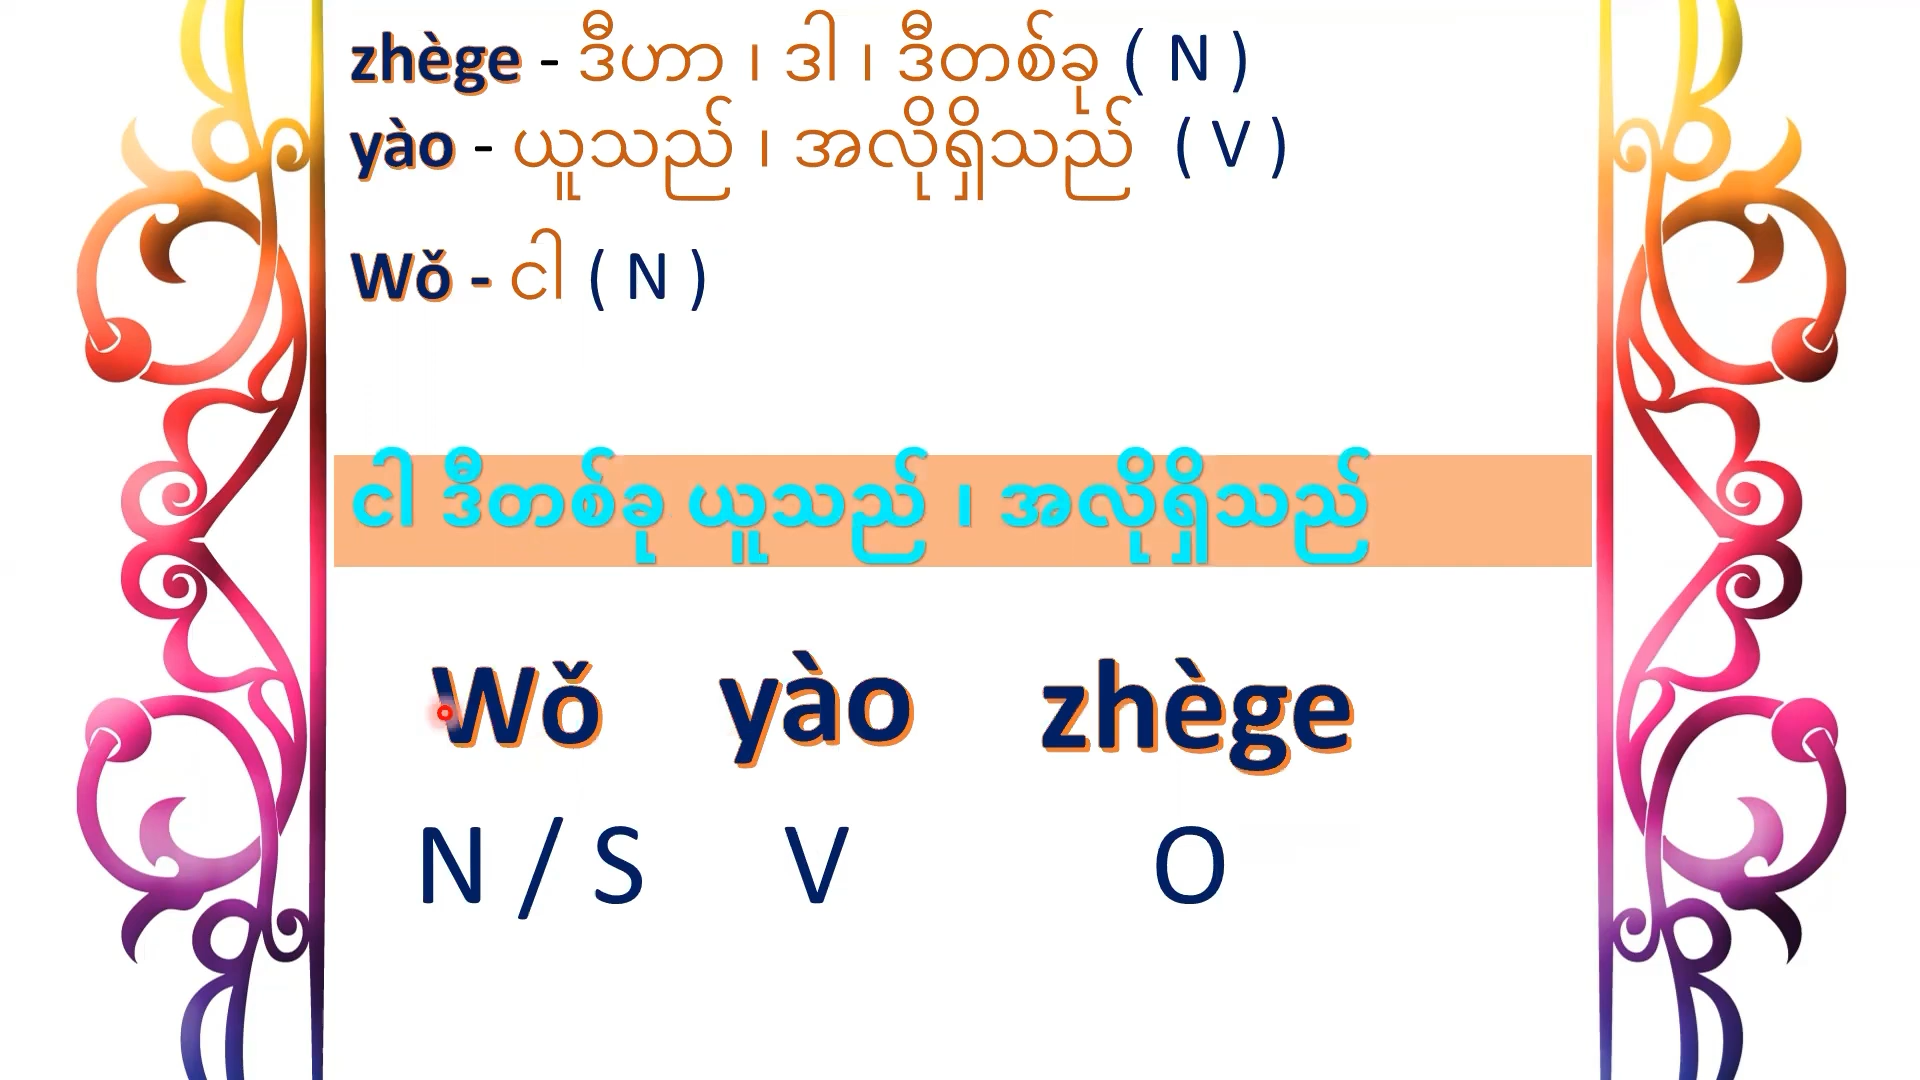 zhège - ဒီဟာ ၊ ဒါ ၊ ဒီတစ်ခု ( N )
yào - ယူသည် ၊ အလိုရှိသည် ( V )
Wǒ - ငါ ( N )
ငါ ဒီတစ်ခု ယူသည် ၊ အလိုရှိသည်
Wǒ yào zhège
N / S V O